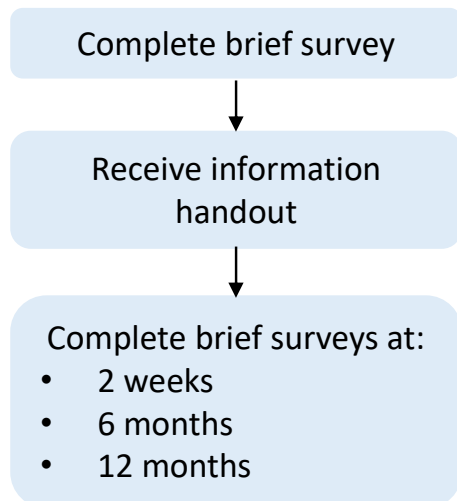 Complete brief survey
Receive information
handout
Complete brief surveys at:
• 2 weeks
• 6 months
• 12 months